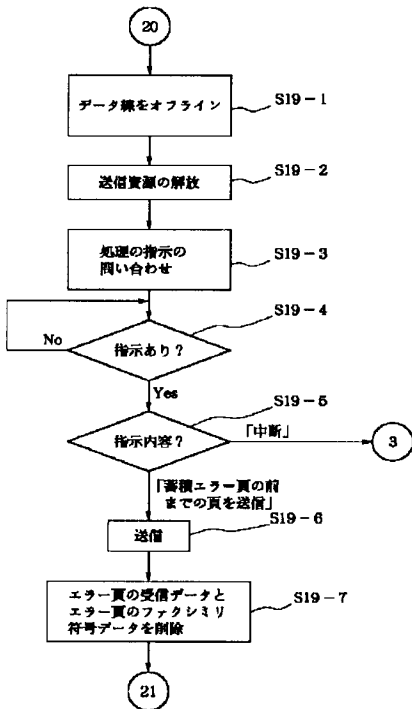 20
データ線をオフライン
S19-1
送信資源の解放
S19-2
処理の指示の
問い合わせ
S19-3
S19-4
No
指示あり?
Yes
S19-5
指示内容?
「中断」
3
「蓄積エラー頁の前
までの頁を送信」
S19-6
送信
エラー頁の受信データと
エラー頁のファクシミリ
符号データを削除
S19-7
21